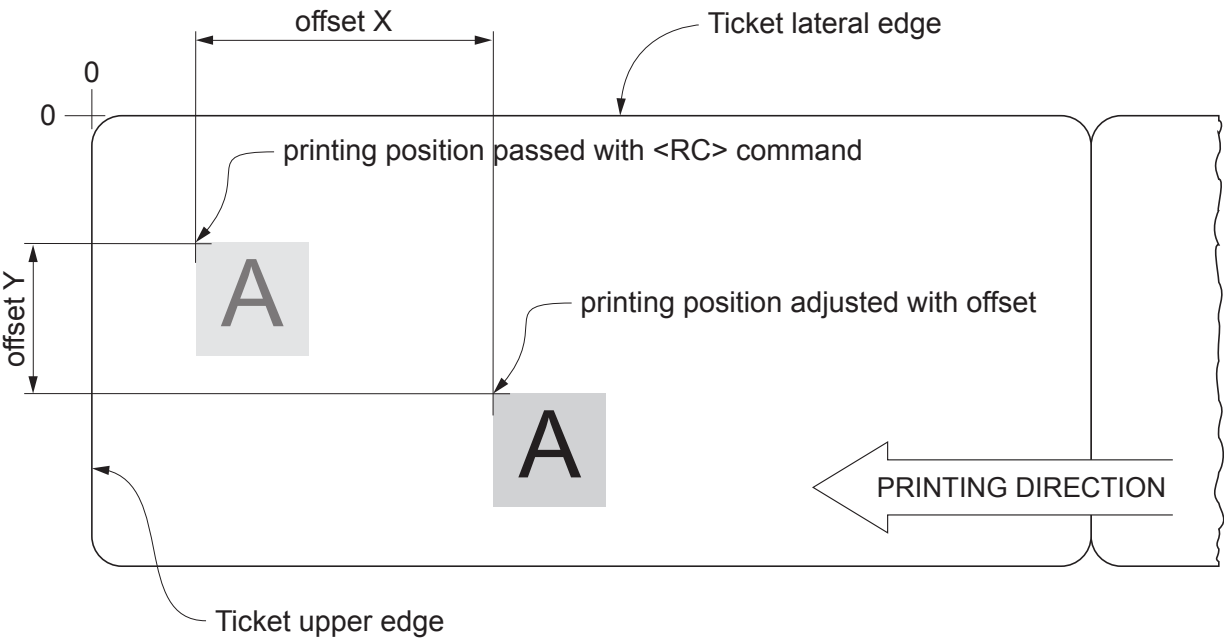 offset X
Ticket lateral edge
0
0
printing position passed with <RC> command
offset Y
A
printing position adjusted with offset
A
PRINTING DIRECTION
Ticket upper edge